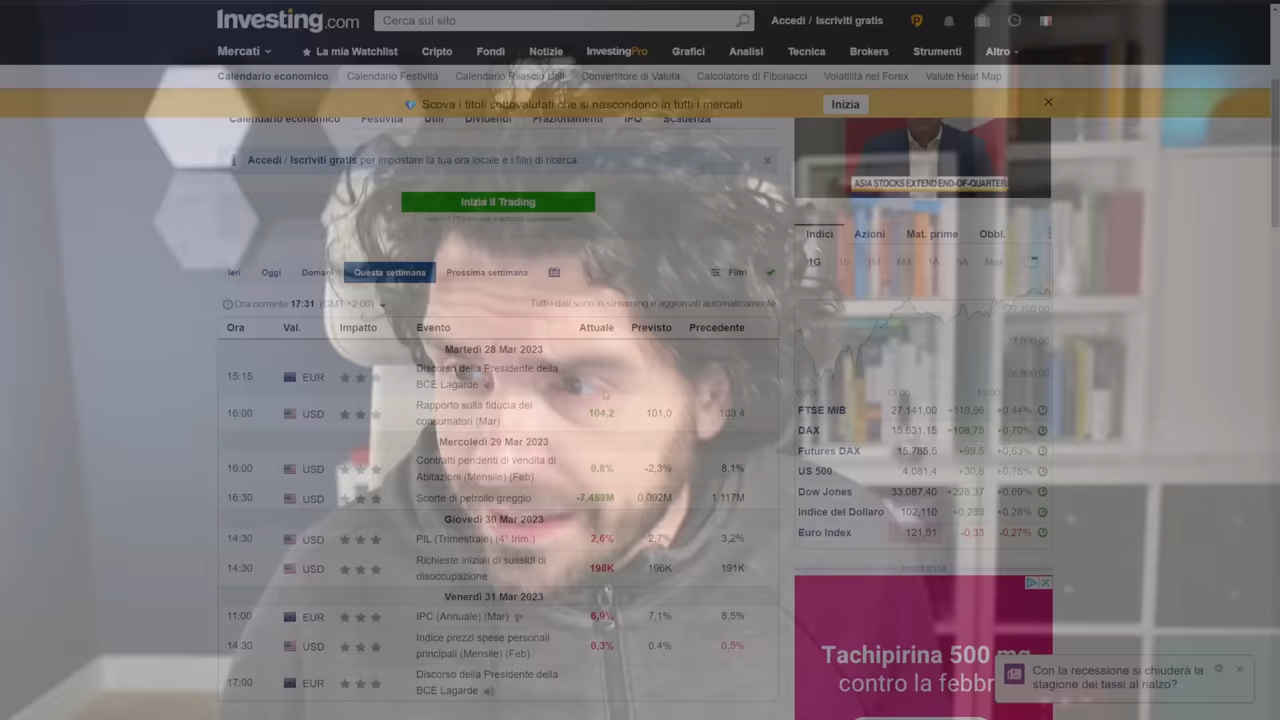 Investing.com
Cerca sul sito
Accedi / Iscriviti gratis
Mercati
La mia Watchlist
Cripto
Fondi
Notizie
InvestingPro
Grafici
Analisi
Tecnica
Brokers
Strumenti
Altro
Calendario economico
Calendario Festività
Calendario Rilascio Utili
Convertitore di Valuta
Calcolatore di Fibonacci
Volatilità nel Forex
Valute Heat Map
Scova i titoli sottovalutati che si nascondono in tutti i mercati
Inizia
Calendario economico
Festività
Utili
Dividendi
Frazionamenti
IPO
Scadenza
Accedi / Iscriviti gratis per impostare la tua ora locale e i filtri di ricerca.
Inizia il Trading
Ieri
Oggi
Domani
Questa settimana
Prossima settimana
Filtri
Ora corrente 17:31 (GMT +2:00)
Tutti i dati sono in streaming e aggiornati automaticamente
Ora Val. Impatto Evento Attuale Previsto Precedente
Martedì 28 Mar 2023
15:15 EUR Discorso della Presidente della
BCE Lagarde
16:00 USD Rapporto sulla fiducia dei
consumatori (Mar) 104,2 101,0 103,4
Mercoledì 29 Mar 2023
16:00 USD Contratti pendenti di vendita di
Abitazioni (Mensile) (Feb) 0,8% -2,3% 8,1%
16:30 USD Scorte di petrolio greggio -7,489M 0,092M 1,117M
Giovedì 30 Mar 2023
14:30 USD PIL (Trimestrale) (4° trim.) 2,6% 2,7% 3,2%
14:30 USD Richieste iniziali di sussidi di
disoccupazione 198K 196K 191K
Venerdì 31 Mar 2023
11:00 EUR IPC (Annuale) (Mar) 6,9% 7,1% 8,5%
14:30 USD Indice prezzi spese personali
principali (Mensile) (Feb) 0,3% 0,4% 0,5%
17:00 EUR Discorso della Presidente della
BCE Lagarde
ASIA STOCKS EXTEND END-OF-QUARTER
Indici
Azioni
Mat. prime
Obbl.
1G
Max
FTSE MIB 27.141,00 +119,96 +0,44%
DAX 15.631,15 +108,75 +0,70%
Futures DAX 15.785,5 +99,5 +0,63%
US 500 4.081,4 +30,6 +0,75%
Dow Jones 33.087,40 +228,37 +0,69%
Indice del Dollaro 102,110 +0,289 +0,28%
Euro Index 121,91 -0,33 -0,27%
PUBBLICITÀ
Tachipirina 500 mg
contro la febbr
Con la recessione si chiuderà la
stagione dei tassi al rialzo?